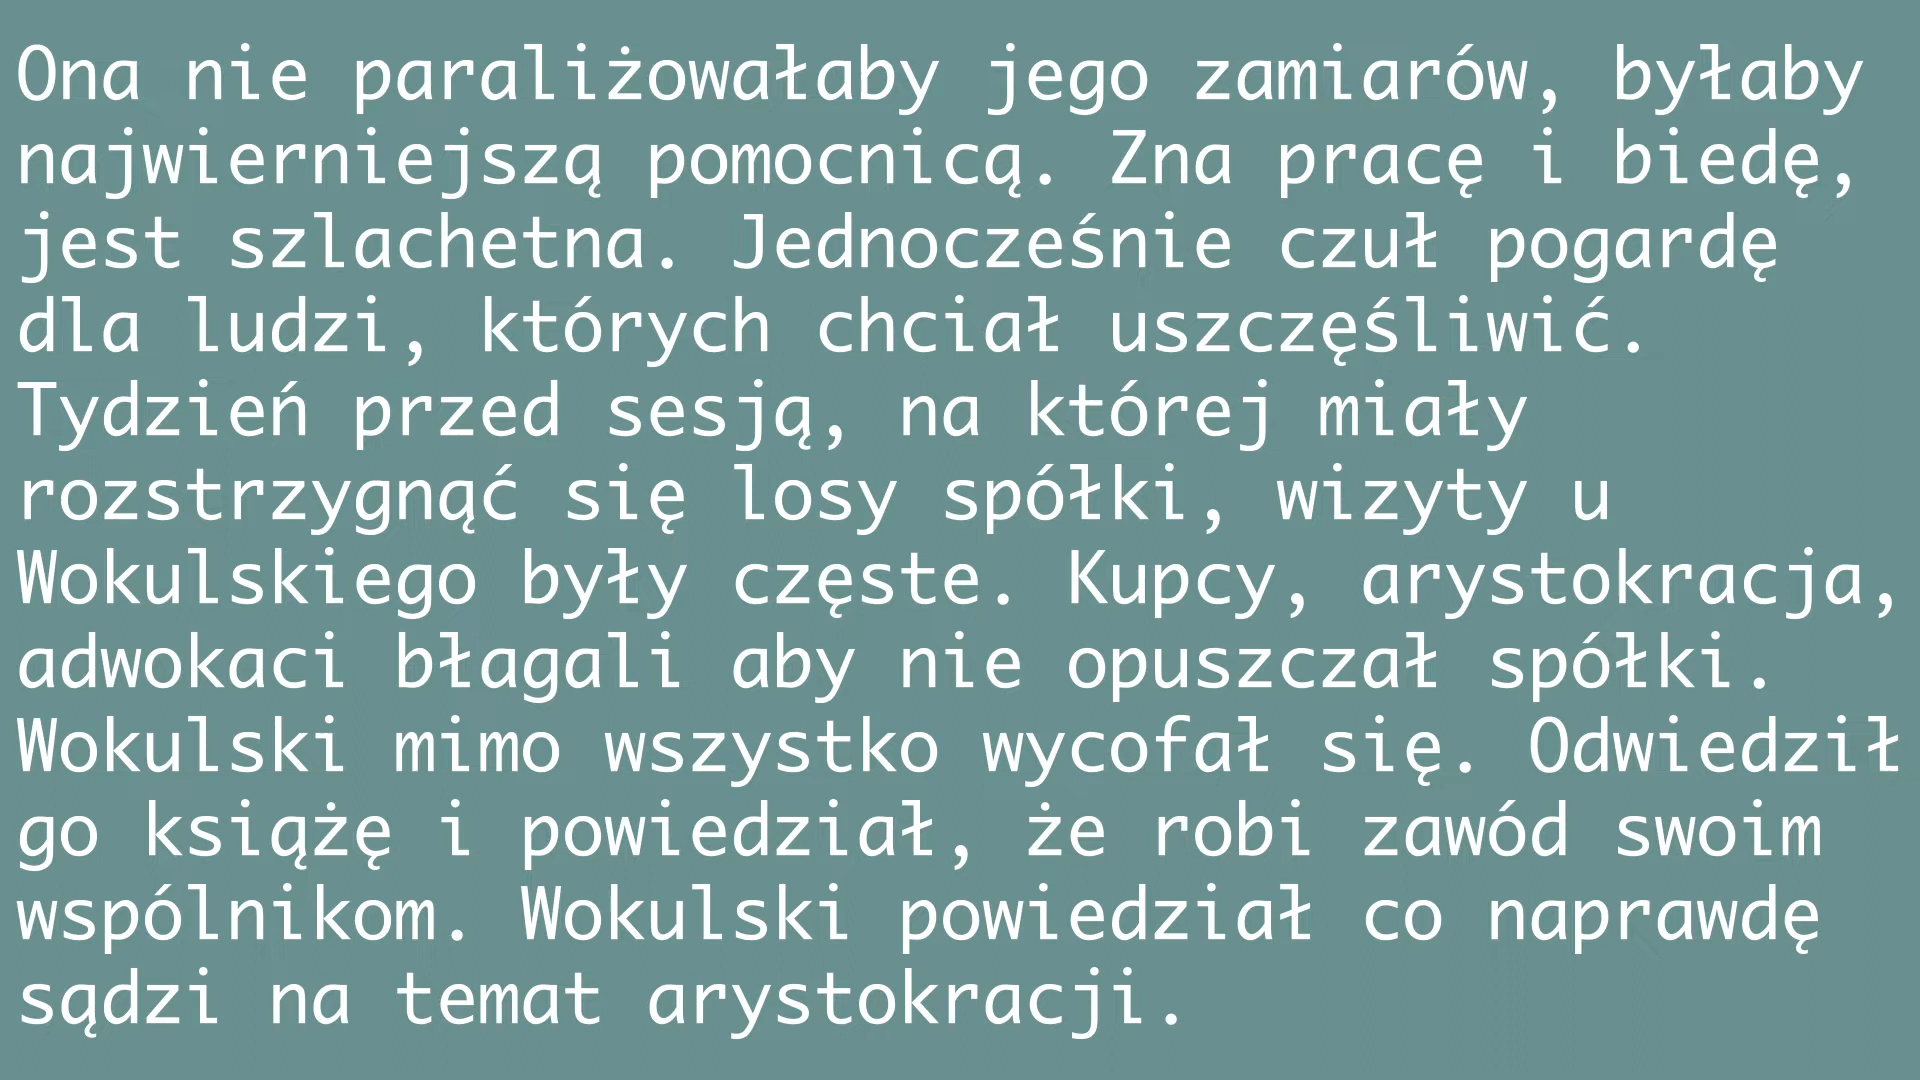 Ona nie paraliżowałaby jego zamiarów, byłaby
najwierniejszą pomocnicą. Zna pracę i biedę,
jest szlachetna. Jednocześnie czuł pogardę
dla ludzi, których chciał uszczęśliwić.
Tydzień przed sesją, na której miały
rozstrzygnąć się losy spółki, wizyty u
Wokulskiego były częste. Kupcy, arystokracja,
adwokaci błagali aby nie opuszczał spółki.
Wokulski mimo wszystko wycofał się. Odwiedził
go książę i powiedział, że robi zawód swoim
wspólnikom. Wokulski powiedział co naprawdę
sądzi na temat arystokracji.